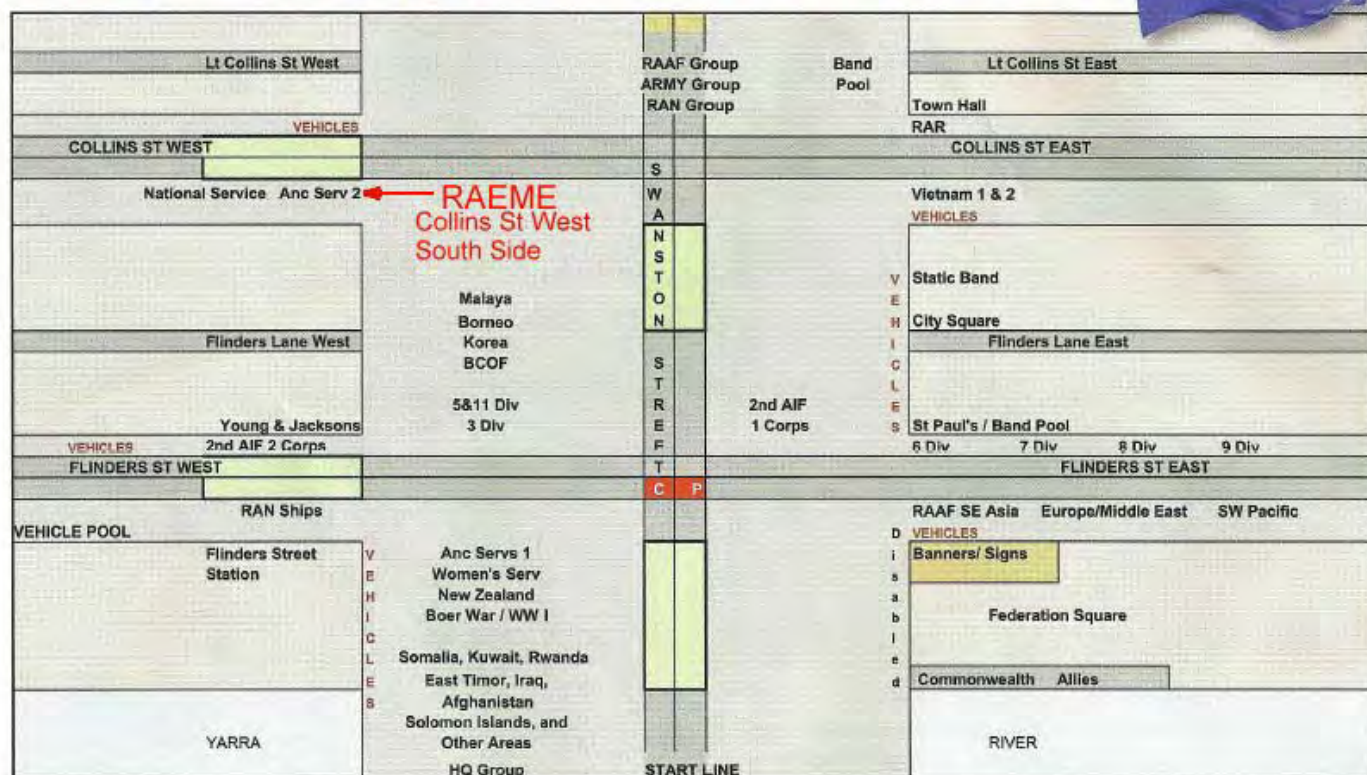 Lt Collins St West
RAAF Group Band
ARMY Group Pool
RAN Group
Lt Collins St East
Town Hall
RAR
VEHICLES
COLLINS ST WEST
COLLINS ST EAST
National Service Anc Serv 2
RAEME
Collins St West
South Side
Vietnam 1 & 2
VEHICLES
SWANSTON STREET
Malaya
Borneo
Korea
BCOF
5&11 Div
3 Div
2nd AIF
1 Corps
VEHICLES
Static Band
City Square
Flinders Lane West
Flinders Lane East
Young & Jacksons
St Paul's / Band Pool
VEHICLES 2nd AIF 2 Corps
6 Div 7 Div 8 Div 9 Div
FLINDERS ST WEST
FLINDERS ST EAST
C P
RAN Ships
VEHICLE POOL
RAAF SE Asia Europe/Middle East SW Pacific
VEHICLES
Disabled
Flinders Street
Station
VEHICLES
Anc Servs 1
Women's Serv
New Zealand
Boer War / WW I
Somalia, Kuwait, Rwanda
East Timor, Iraq,
Afghanistan
Solomon Islands, and
Other Areas
HQ Group
START LINE
Banners/ Signs
Federation Square
Commonwealth Allies
YARRA
RIVER